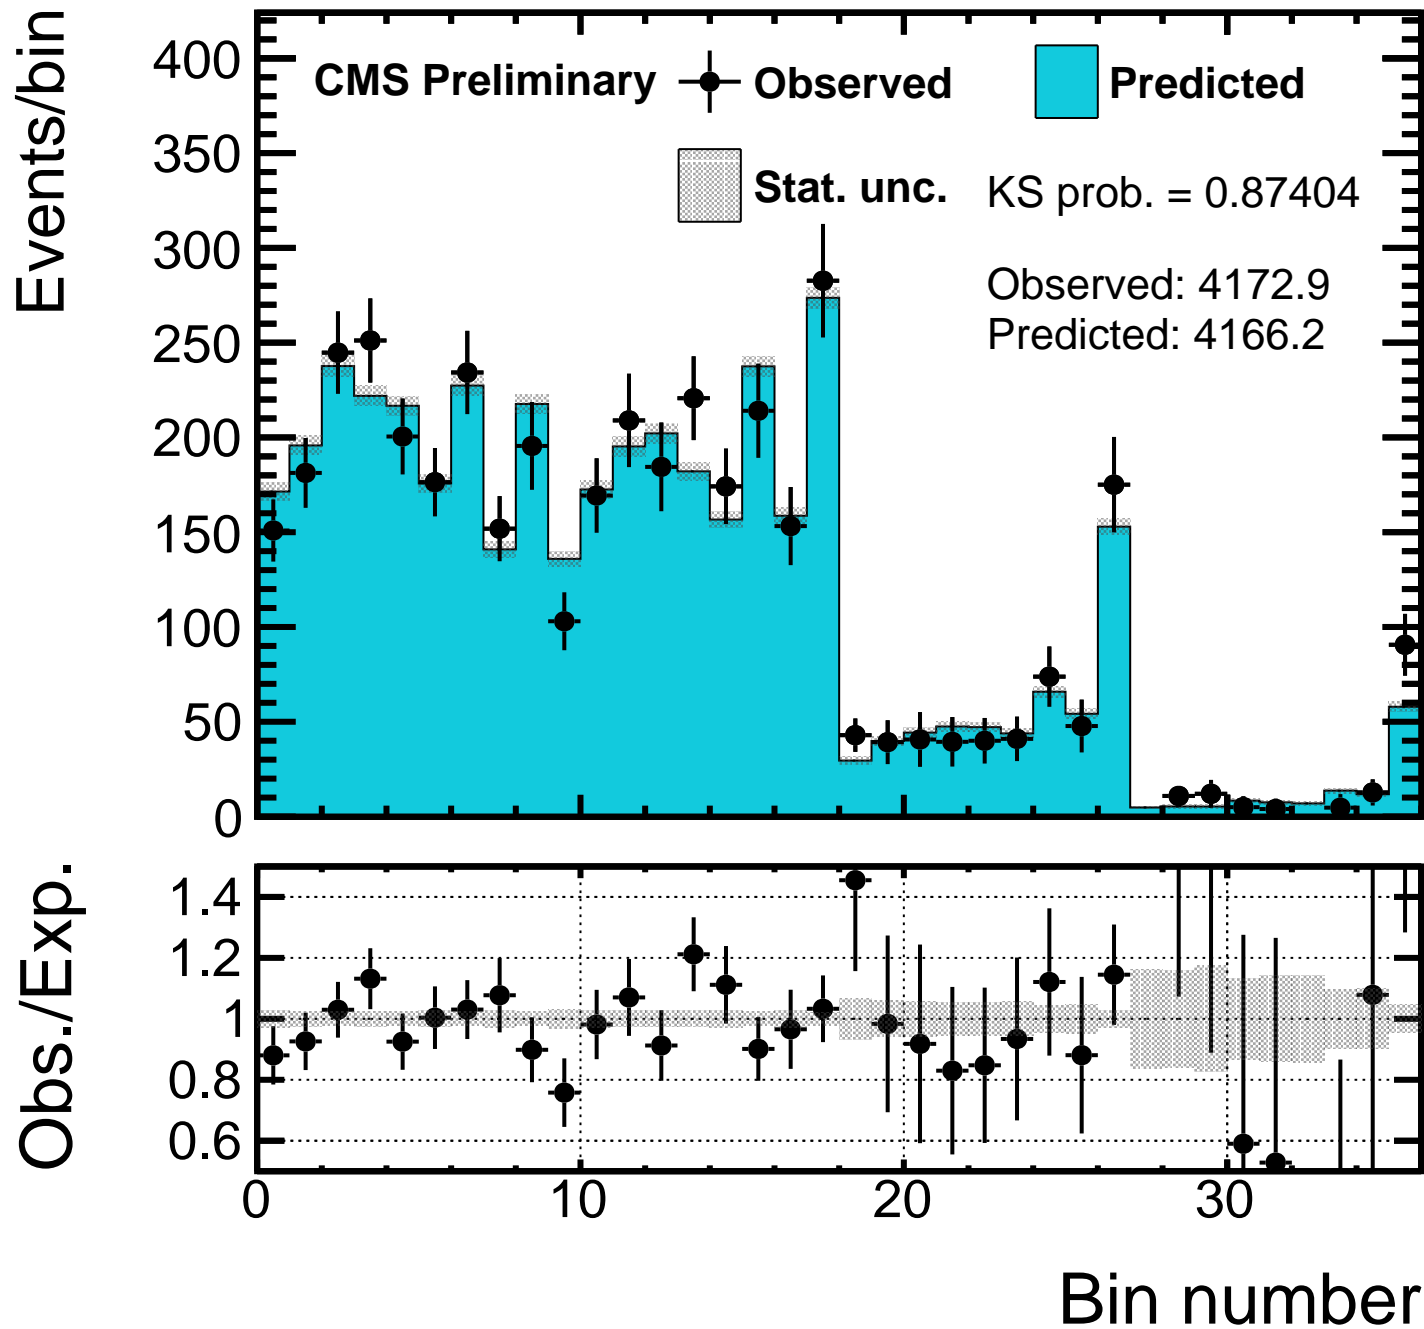 Events/bin
400
350
300
250
200
150
100
50
0
CMS Preliminary
Observed
Predicted
Stat. unc.
KS prob. = 0.87404
Observed: 4172.9
Predicted: 4166.2
Obs./Exp.
1.4
1.2
1
0.8
0.6
0 10 20 30
Bin number